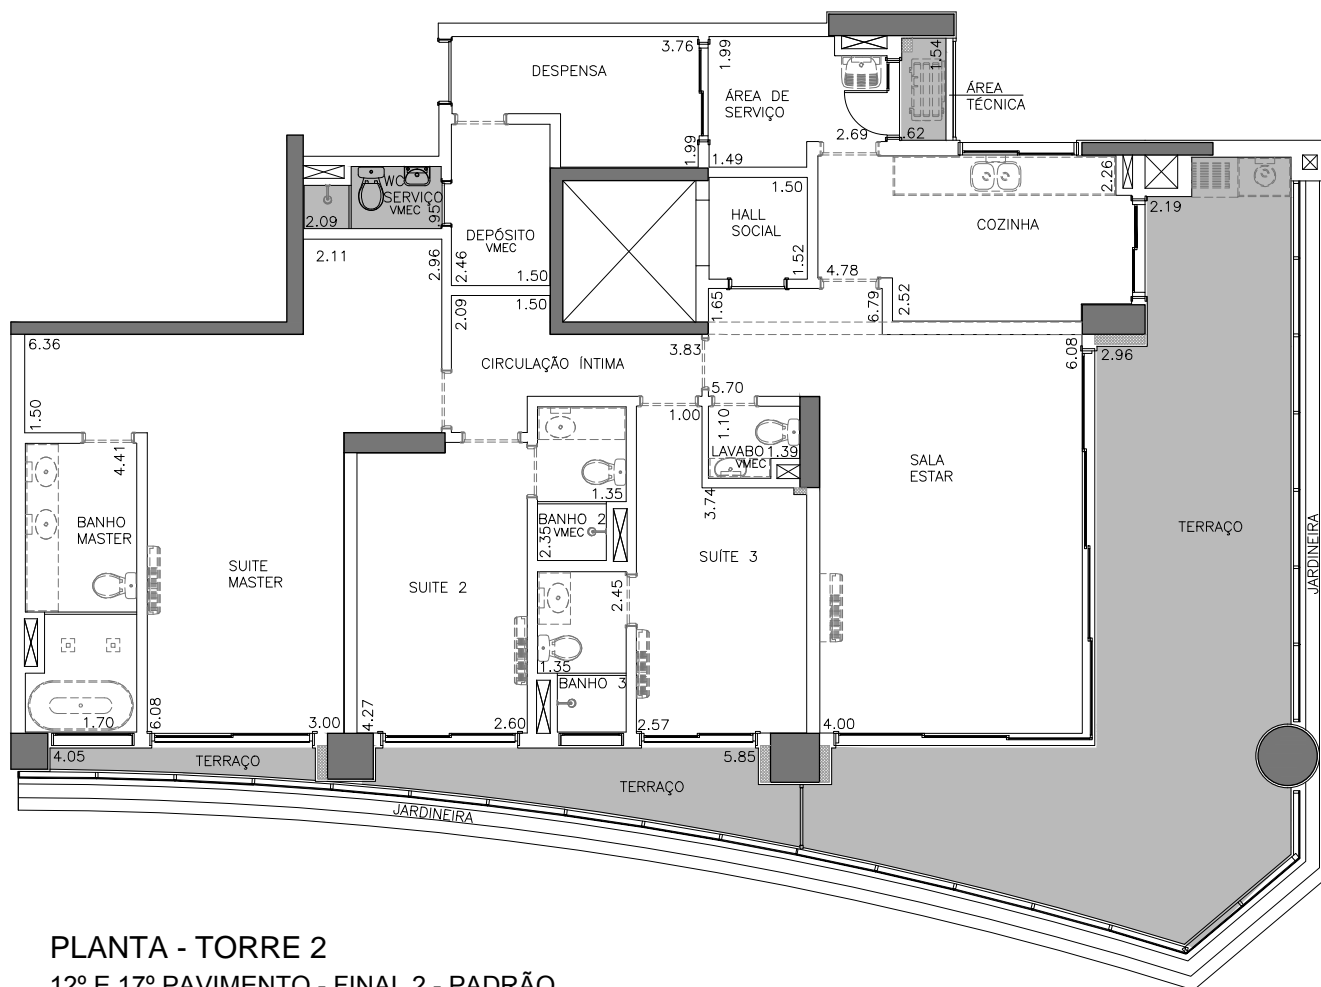 3.76
1.99
1.54
DESPENSA
ÁREA DE
SERVIÇO
ÁREA
TÉCNICA
2.69
.62
1.99
1.49
2.26
WC
SERVIÇO
VMEC
.95
2.09
1.50
2.19
HALL
SOCIAL
COZINHA
DEPÓSITO
VMEC
2.11
2.96
2.46
1.50
1.52
4.78
2.09
1.50
1.65
6.79
2.52
6.36
CIRCULAÇÃO ÍNTIMA
3.83
6.08
2.96
5.70
1.50
1.00
1.10
4.41
LAVABO
VMEC
1.39
SALA
ESTAR
1.35
3.74
BANHO
MASTER
BANHO 2
VMEC
2.35
TERRAÇO
SUITE
MASTER
SUITE 2
SUÍTE 3
JARDINEIRA
2.45
1.35
BANHO 3
1.70
6.08
3.00
4.27
2.60
2.57
4.00
4.05
TERRAÇO
5.85
TERRAÇO
JARDINEIRA
PLANTA - TORRE 2
12º E 17º PAVIMENTO - FINAL 2 - PADRÃO